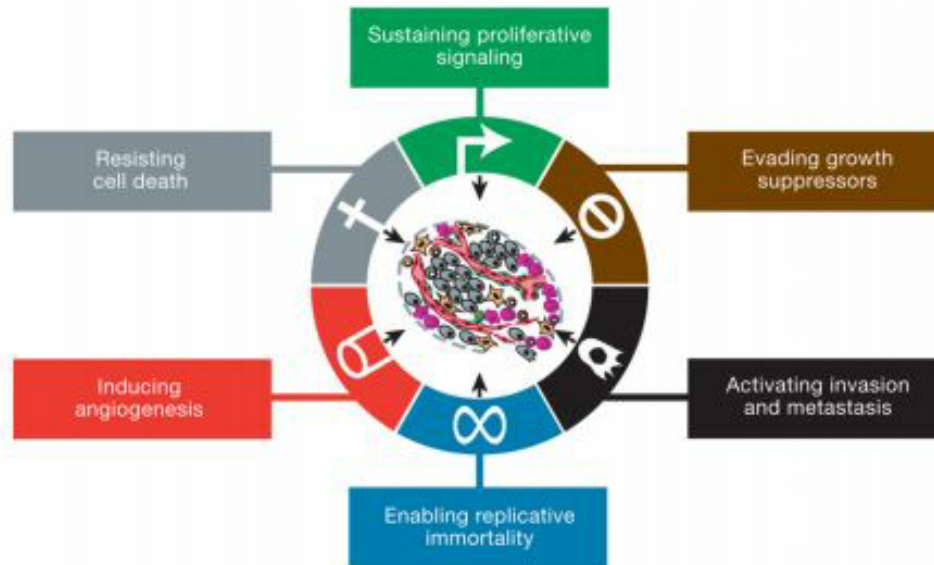 Sustaining proliferative
signaling
Resisting
cell death
Evading growth
suppressors
Inducing
angiogenesis
Activating invasion
and metastasis
Enabling replicative
immortality